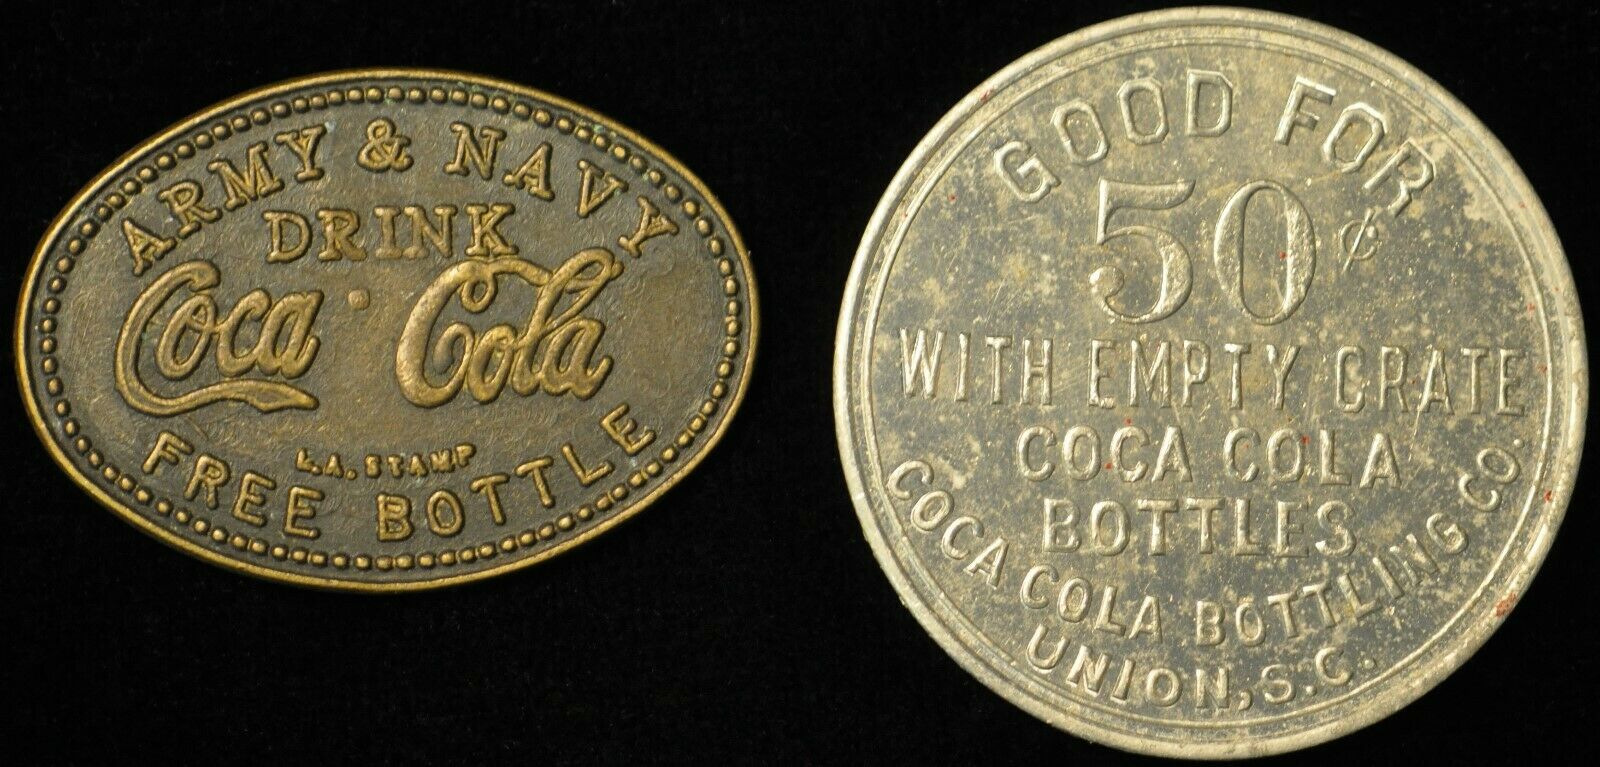 ARMY & NAVY
DRINK
Coca · Cola
L.A. STAMP
FREE BOTTLE
GOOD FOR
50¢
WITH EMPTY CRATE
COCA COLA
BOTTLES
COCA COLA BOTTLING CO.
UNION, S.C.